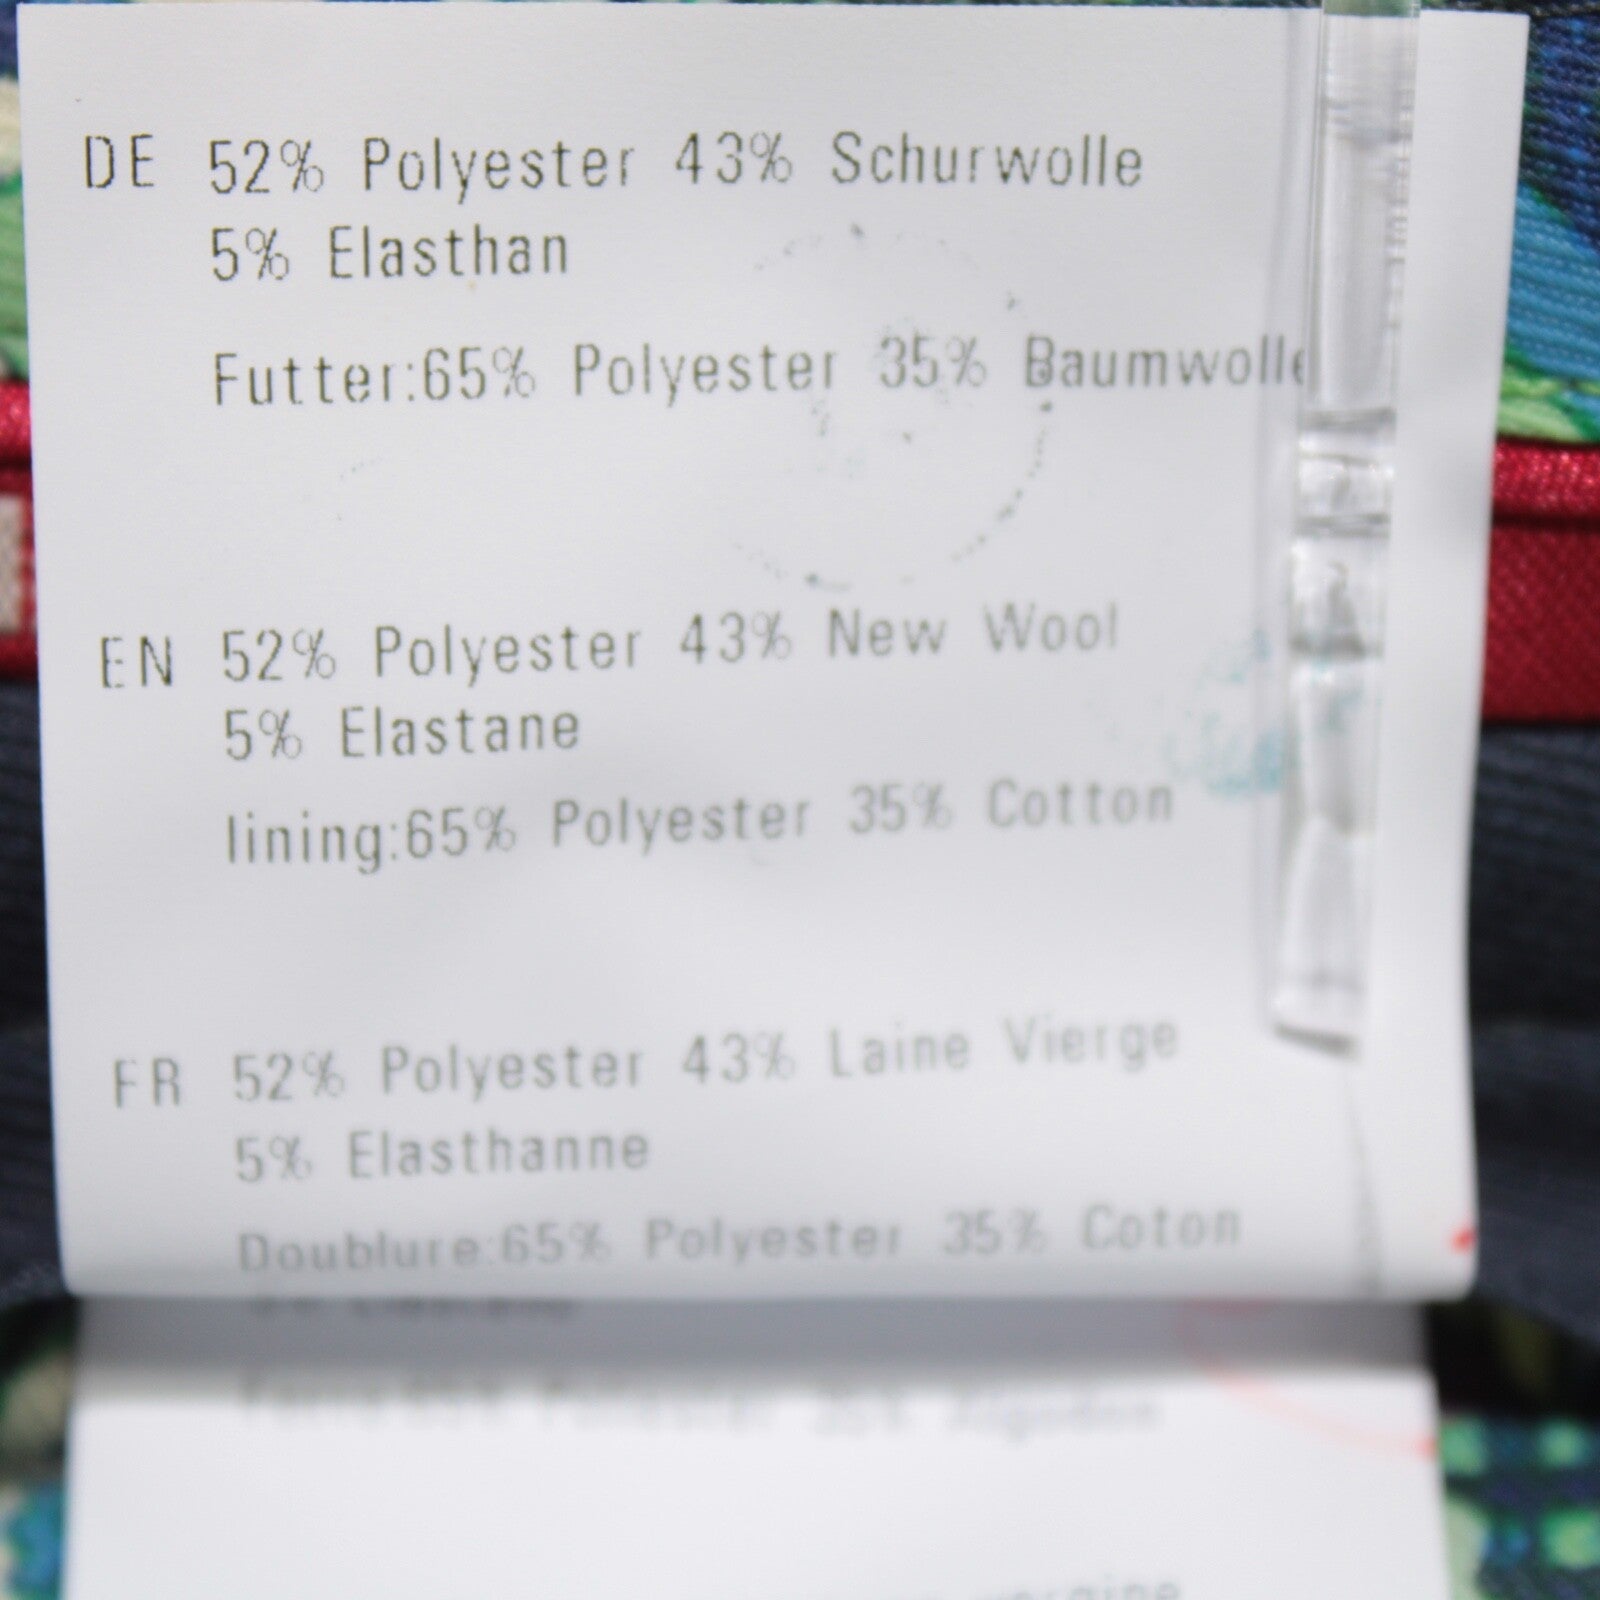 DE 52% Polyester 43% Schurwolle
5% Elasthan
Futter:65% Polyester 35% Baumwolle
EN 52% Polyester 43% New Wool
5% Elastane
lining:65% Polyester 35% Cotton
FR 52% Polyester 43% Laine Vierge
5% Elasthanne
Doublure:65% Polyester 35% Coton
35% Algodon